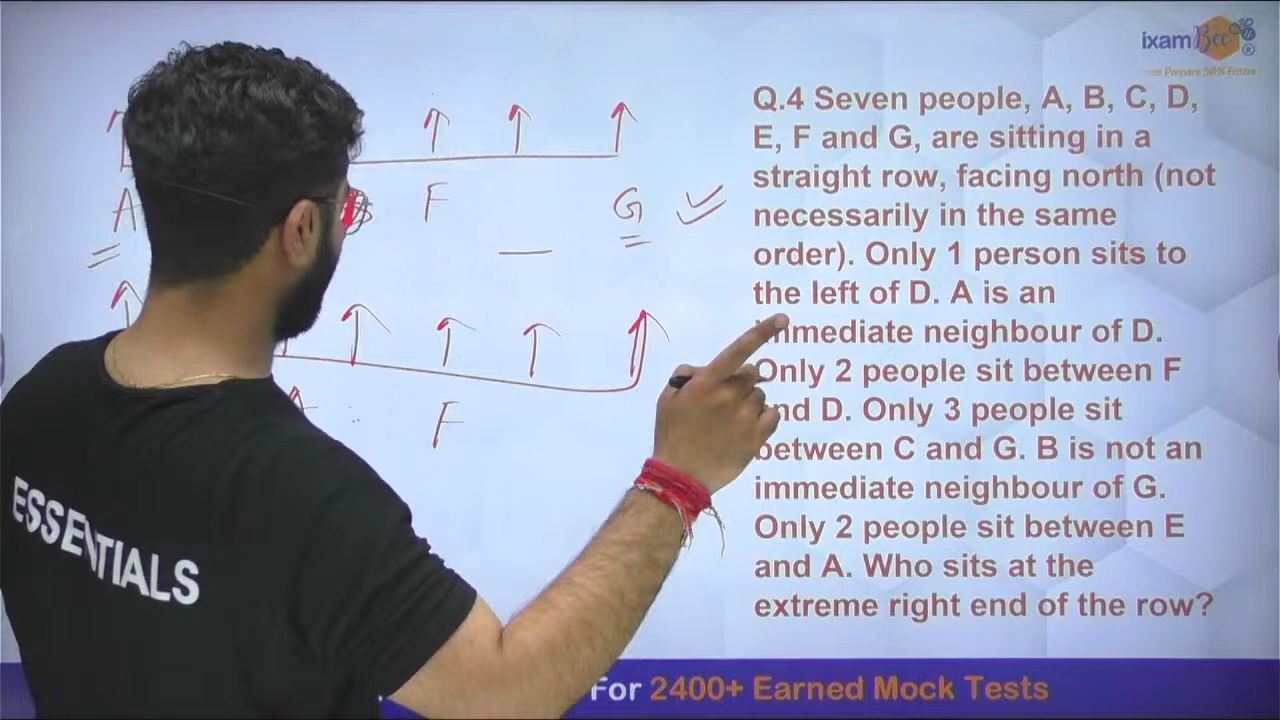 ixamBee
Prepare 50% Faster
Q.4 Seven people, A, B, C, D,
E, F and G, are sitting in a
straight row, facing north (not
necessarily in the same
order). Only 1 person sits to
the left of D. A is an
mmediate neighbour of D.
Only 2 people sit between F
nd D. Only 3 people sit
between C and G. B is not an
immediate neighbour of G.
Only 2 people sit between E
and A. Who sits at the
extreme right end of the row?
A F G
A F
ESSENTIALS
For 2400+ Earned Mock Tests